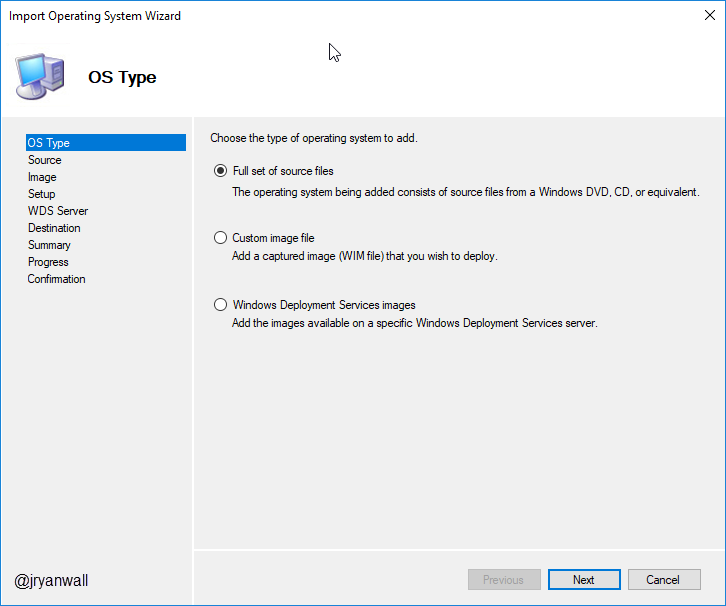 Import Operating System Wizard
OS Type
OS Type
Source
Image
Setup
WDS Server
Destination
Summary
Progress
Confirmation
Choose the type of operating system to add.
Full set of source files
The operating system being added consists of source files from a Windows DVD, CD, or equivalent.
Custom image file
Add a captured image (WIM file) that you wish to deploy.
Windows Deployment Services images
Add the images available on a specific Windows Deployment Services server.
@jryanwall
Previous
Next
Cancel